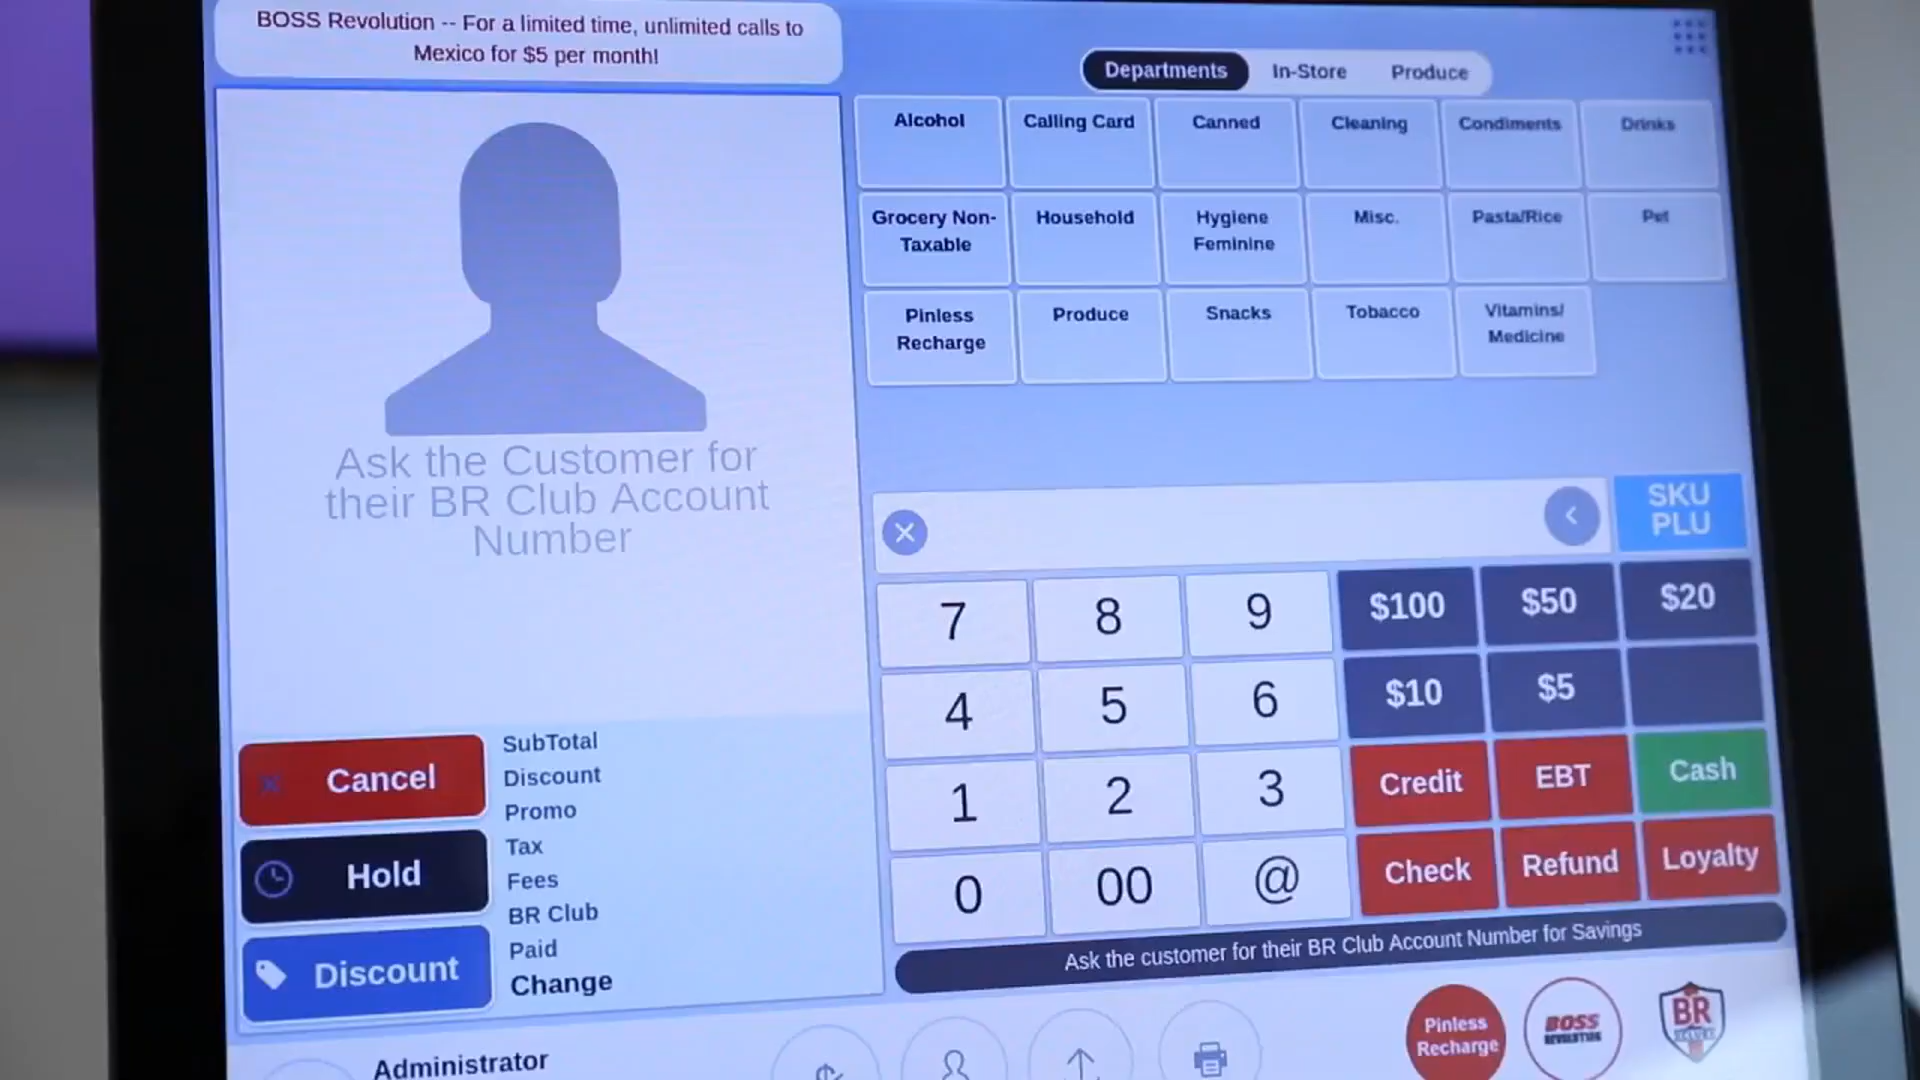 BOSS Revolution -- For a limited time, unlimited calls to
Mexico for $5 per month!
Departments In-Store Produce
Alcohol Calling Card Canned Cleaning Condiments Drinks
Grocery Non-
Taxable
Household
Hygiene
Feminine
Misc. Pasta/Rice Pet
Pinless
Recharge
Produce Snacks Tobacco
Vitamins/
Medicine
Ask the Customer for
their BR Club Account
Number
SKU
PLU
7 8 9 $100 $50 $20
4 5 6 $10 $5
1 2 3 Credit EBT Cash
0 00 @ Check Refund Loyalty
Ask the customer for their BR Club Account Number for Savings
Cancel
Hold
Discount
SubTotal
Discount
Promo
Tax
Fees
BR Club
Paid
Change
Administrator
Pinless
Recharge
BOSS
REVOLUTION
BR